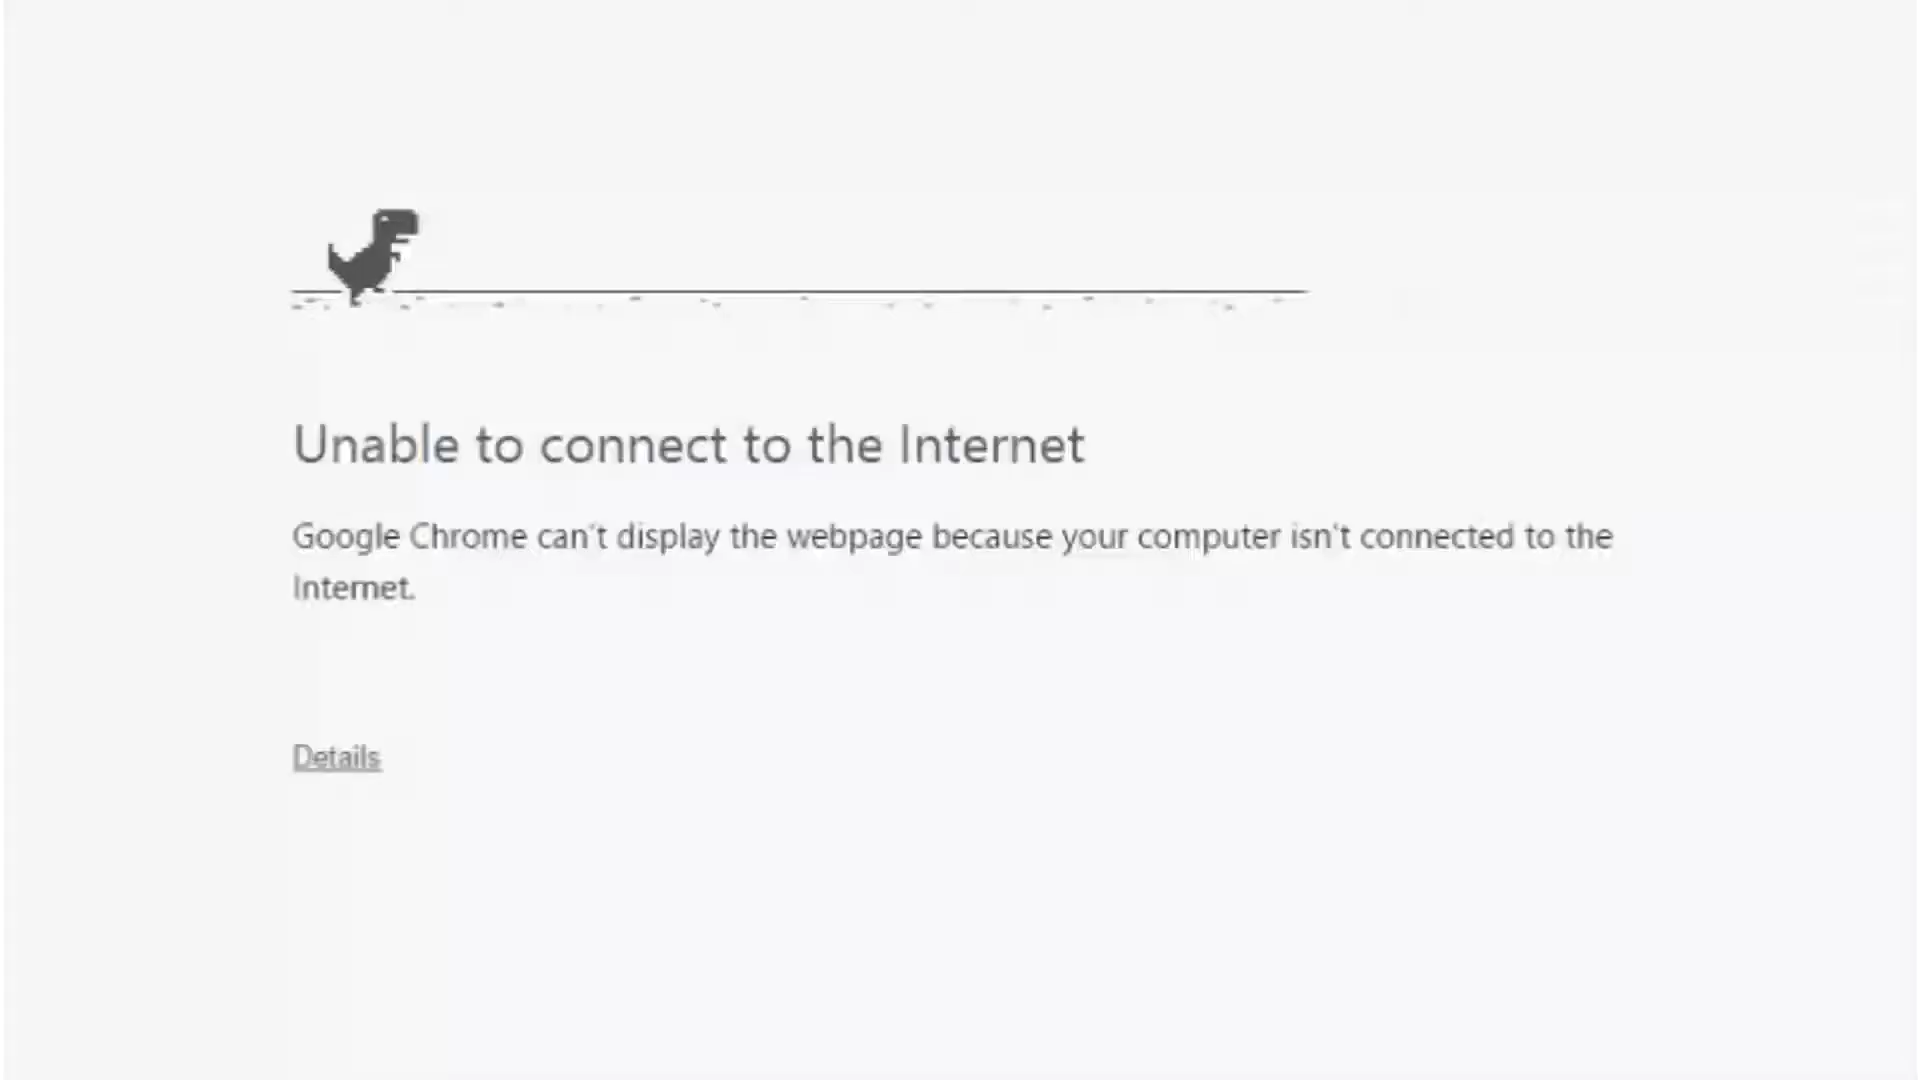 Unable to connect to the Internet
Google Chrome can't display the webpage because your computer isn't connected to the
Internet.
Details